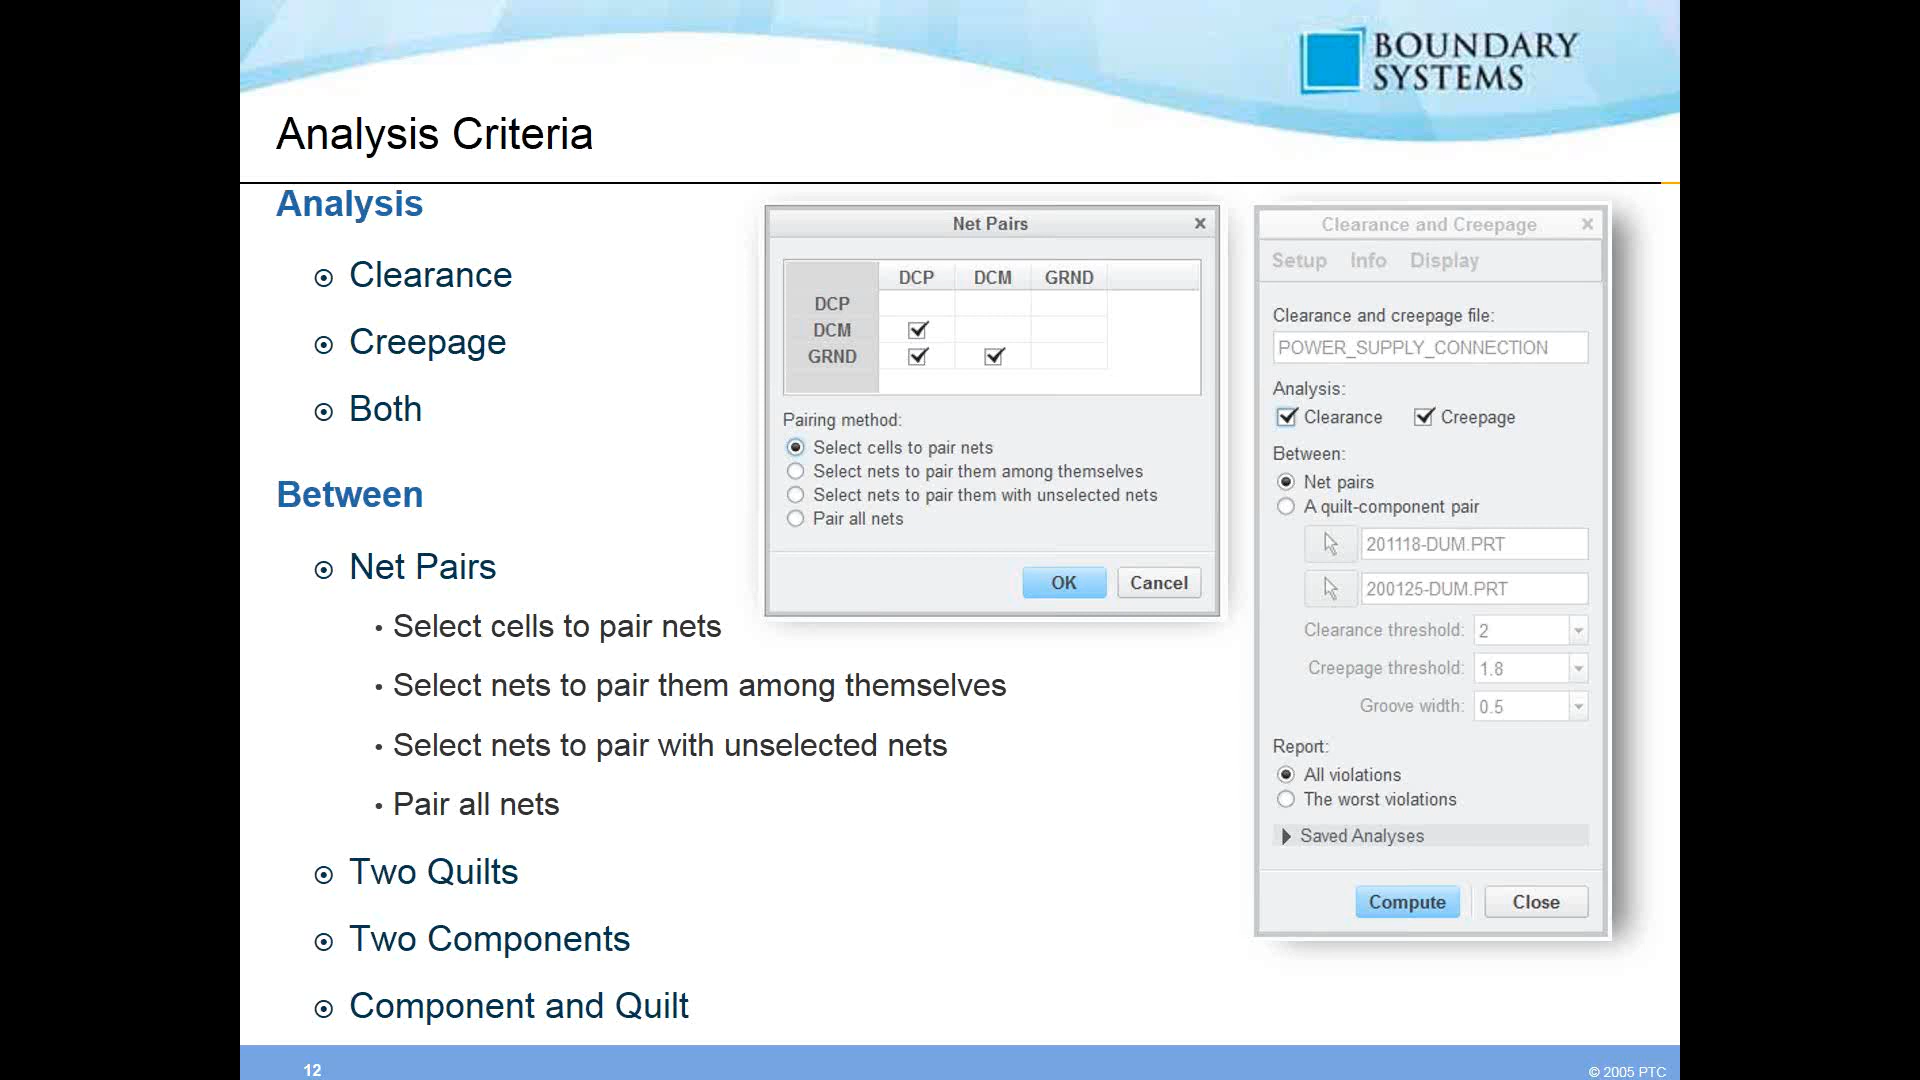 BOUNDARY
SYSTEMS
Analysis Criteria
Analysis
Clearance
Creepage
Both
Between
Net Pairs
Select cells to pair nets
Select nets to pair them among themselves
Select nets to pair with unselected nets
Pair all nets
Two Quilts
Two Components
Component and Quilt
Net Pairs x
DCP DCM GRND
DCP
DCM
GRND
Pairing method:
Select cells to pair nets
Select nets to pair them among themselves
Select nets to pair them with unselected nets
Pair all nets
OK Cancel
Clearance and Creepage x
Setup Info Display
Clearance and creepage file:
POWER_SUPPLY_CONNECTION
Analysis:
Clearance Creepage
Between:
Net pairs
A quilt-component pair
201118-DUM.PRT
200125-DUM.PRT
Clearance threshold: 2
Creepage threshold: 1.8
Groove width: 0.5
Report:
All violations
The worst violations
Saved Analyses
Compute Close
12
© 2005 PTC